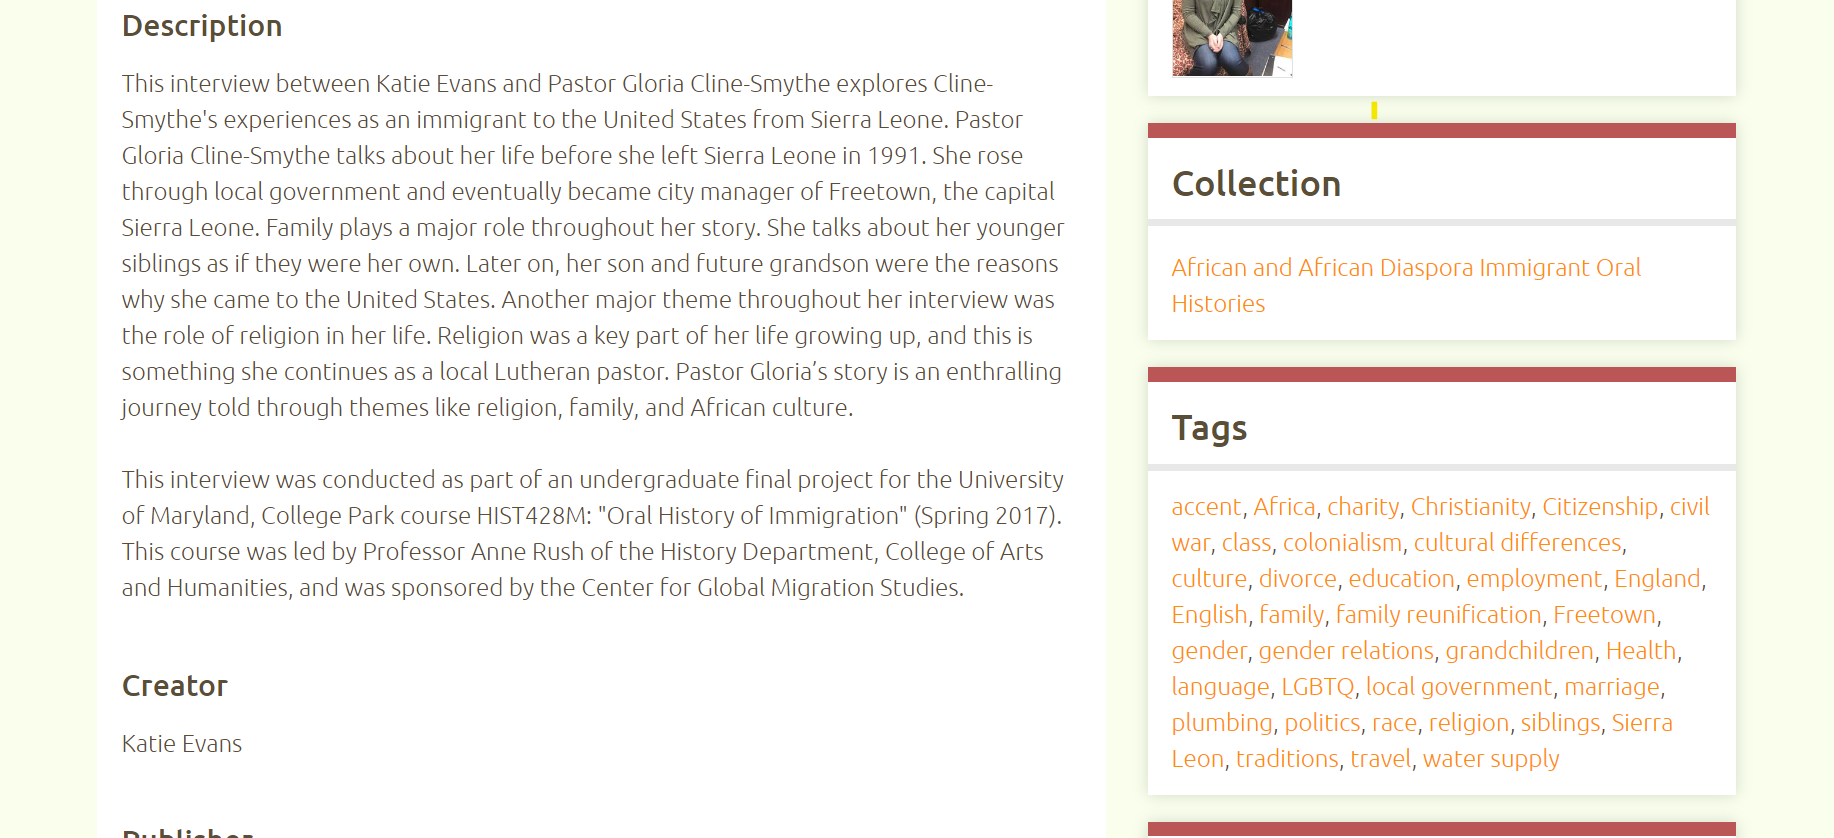 Description
This interview between Katie Evans and Pastor Gloria Cline-Smythe explores Cline-
Smythe's experiences as an immigrant to the United States from Sierra Leone. Pastor
Gloria Cline-Smythe talks about her life before she left Sierra Leone in 1991. She rose
through local government and eventually became city manager of Freetown, the capital
Sierra Leone. Family plays a major role throughout her story. She talks about her younger
siblings as if they were her own. Later on, her son and future grandson were the reasons
why she came to the United States. Another major theme throughout her interview was
the role of religion in her life. Religion was a key part of her life growing up, and this is
something she continues as a local Lutheran pastor. Pastor Gloria’s story is an enthralling
journey told through themes like religion, family, and African culture.
This interview was conducted as part of an undergraduate final project for the University
of Maryland, College Park course HIST428M: "Oral History of Immigration" (Spring 2017).
This course was led by Professor Anne Rush of the History Department, College of Arts
and Humanities, and was sponsored by the Center for Global Migration Studies.
Creator
Katie Evans
Publisher
Collection
African and African Diaspora Immigrant Oral
Histories
Tags
accent, Africa, charity, Christianity, Citizenship, civil
war, class, colonialism, cultural differences,
culture, divorce, education, employment, England,
English, family, family reunification, Freetown,
gender, gender relations, grandchildren, Health,
language, LGBTQ, local government, marriage,
plumbing, politics, race, religion, siblings, Sierra
Leon, traditions, travel, water supply